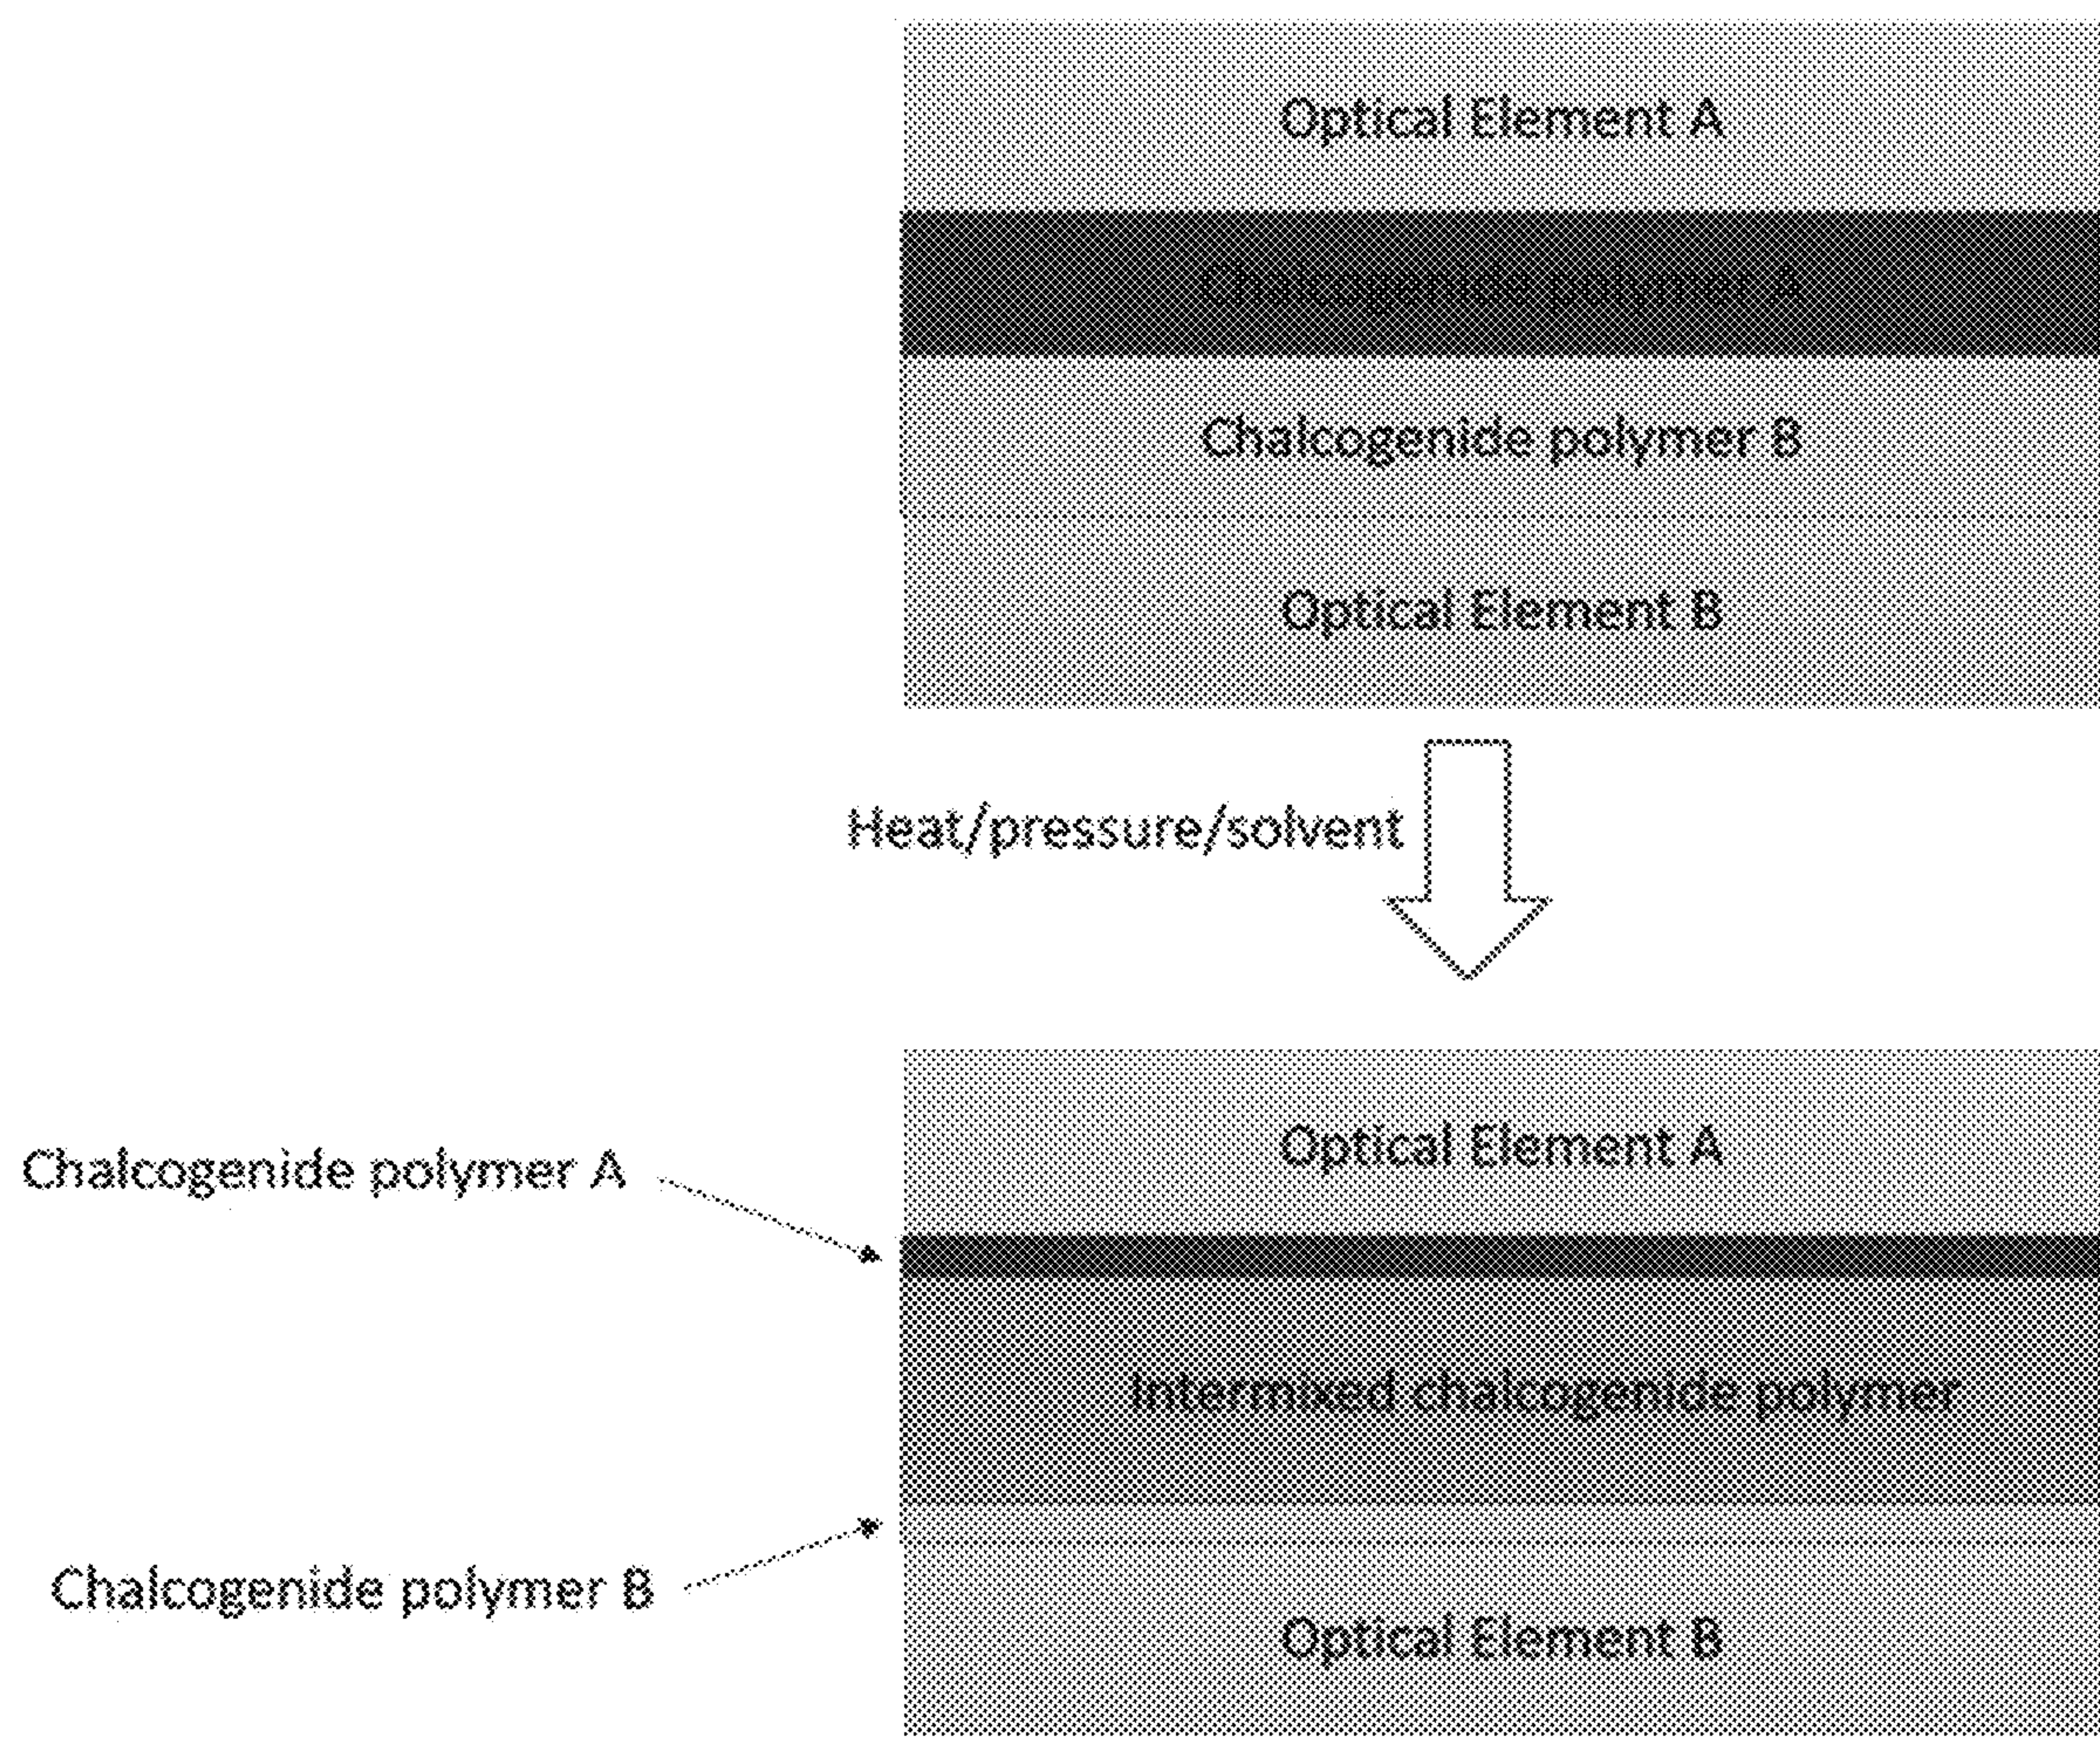 Optical Element A
Chalcogenide polymer A
Chalcogenide polymer B
Optical Element B
Heat/pressure/solvent
Optical Element A
Chalcogenide polymer A
Intermixed chalcogenide polymer
Chalcogenide polymer B
Optical Element B